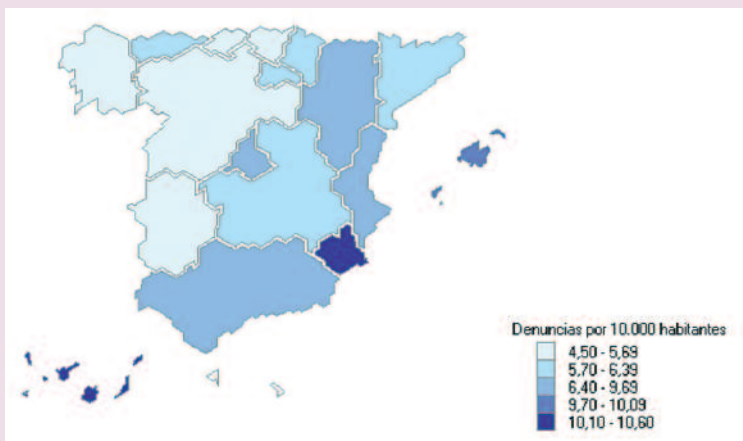 Denuncias por 10.000 habitantes
4,50 - 5,69
5,70 - 6,39
6,40 - 9,69
9,70 - 10,09
10,10 - 10,60